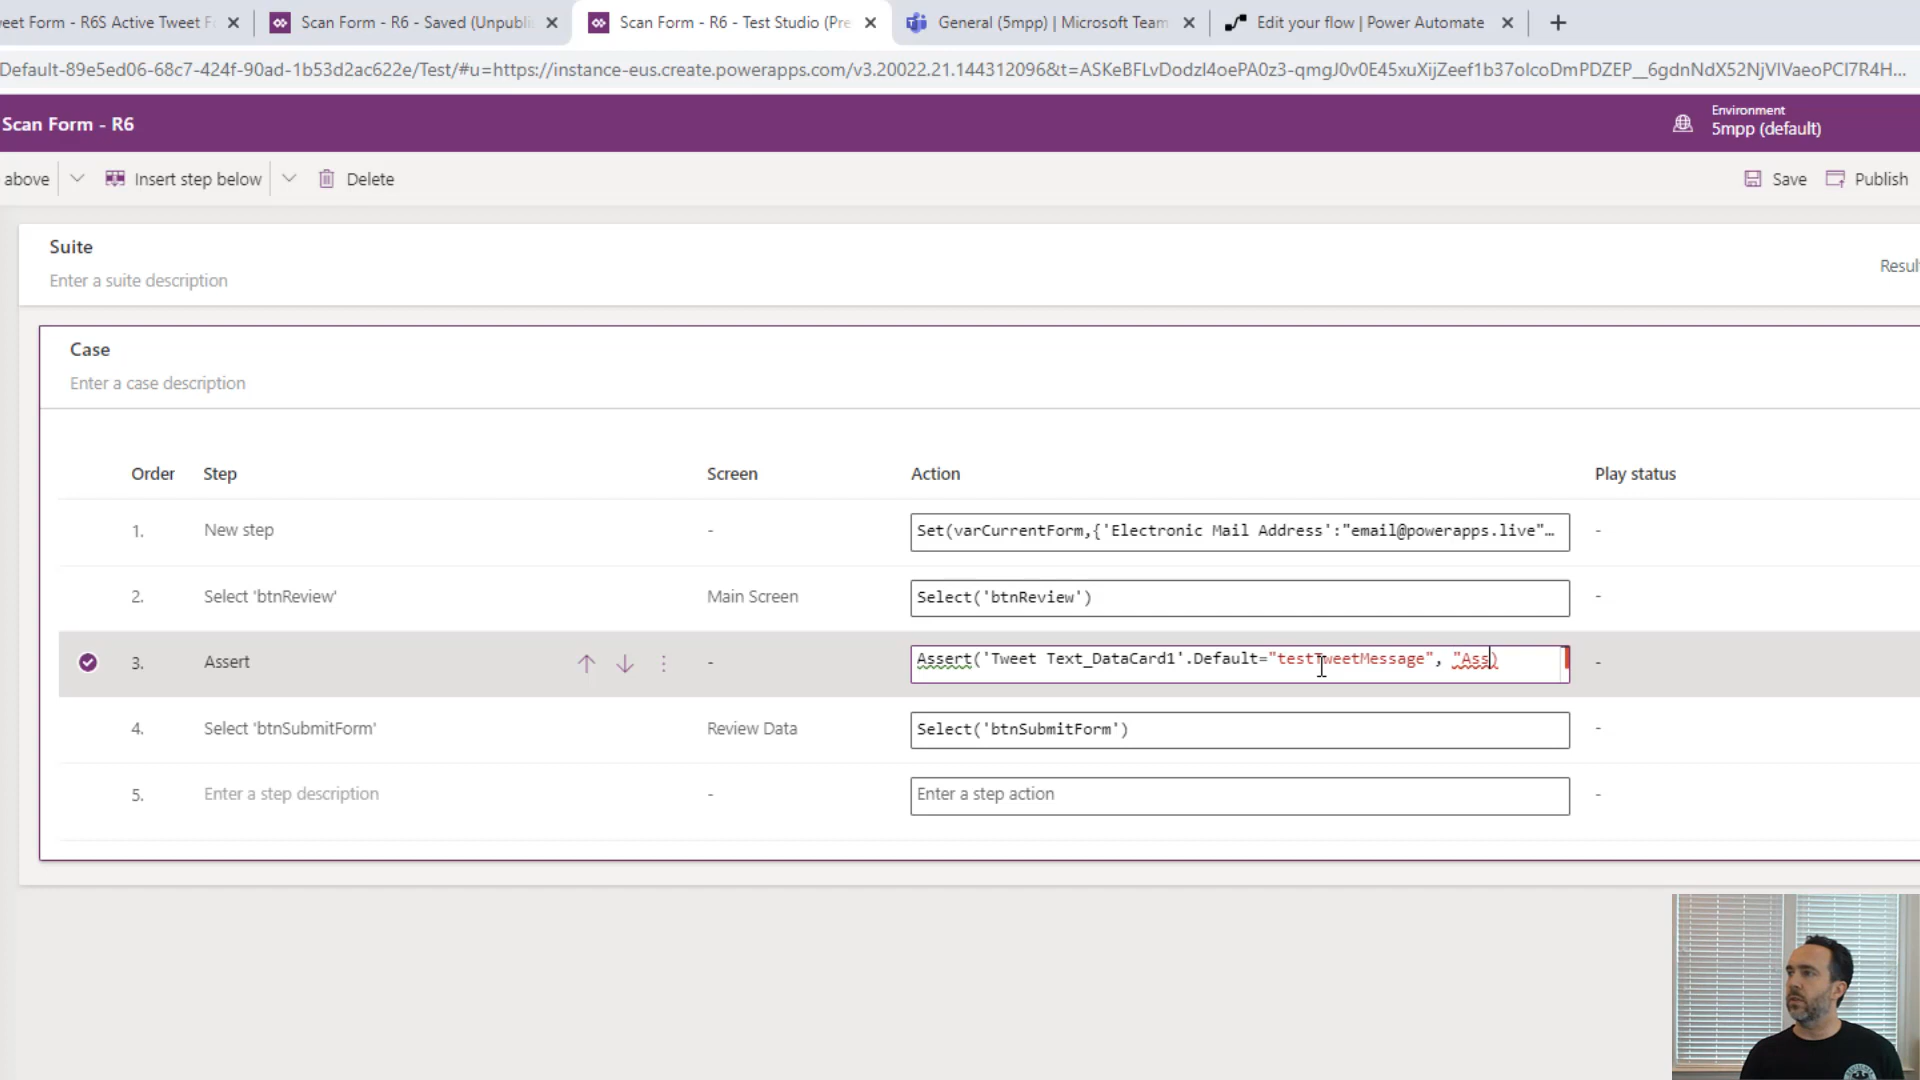 eet Form - R6S Active Tweet Fo
Scan Form - R6 - Saved (Unpubli
Scan Form - R6 - Test Studio (Pre
General (5mpp) | Microsoft Team
Edit your flow | Power Automate
Default-89e5ed06-68c7-424f-90ad-1b53d2ac622e/Test/#u=https://instance-eus.create.powerapps.com/v3.20022.21.144312096&t=ASKeBFLvDodzI4oePA0z3-qmgJ0v0E45xuXijZeef1b37olcoDmPDZEP__6gdnNdX52NjVIVaeoPCI7R4H...
Scan Form - R6
Environment
5mpp (default)
above
Insert step below
Delete
Save
Publish
Suite
Enter a suite description
Resul
Case
Enter a case description
Order Step Screen Action Play status
1. New step - Set(varCurrentForm,{'Electronic Mail Address':"email@powerapps.live"… -
2. Select 'btnReview' Main Screen Select('btnReview') -
3. Assert - Assert('Tweet Text_DataCard1'.Default="testTweetMessage", "Ass) -
4. Select 'btnSubmitForm' Review Data Select('btnSubmitForm') -
5. Enter a step description - Enter a step action -